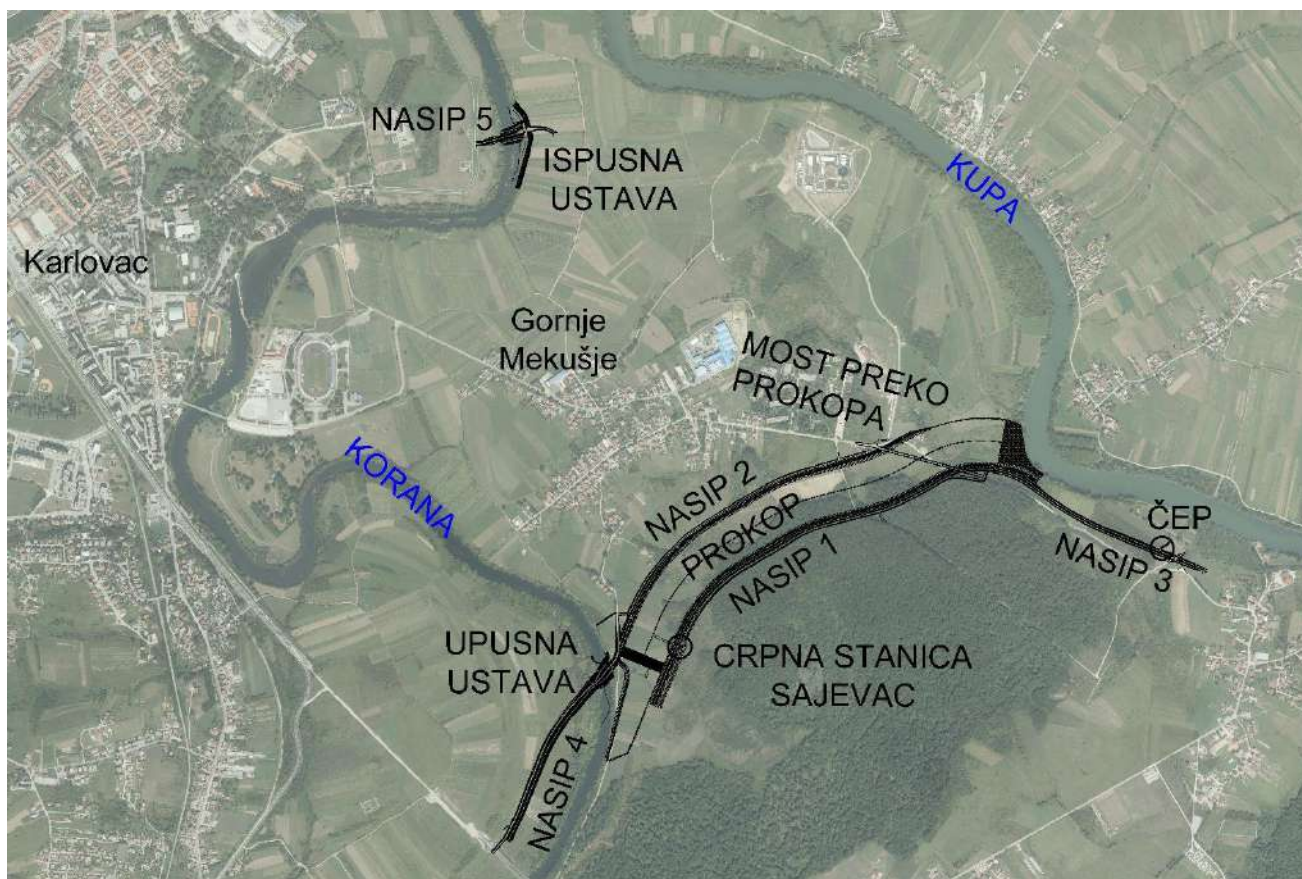 NASIP 5
ISPUSNA
USTAVA
KUPA
Karlovac
Gornje
Mekušje
MOST PREKO
PROKOPA
KORANA
NASIP 2
PROKOP
NASIP 1
ČEP
NASIP 3
UPUSNA
USTAVA
CRPNA STANICA
SAJEVAC
NASIP 4